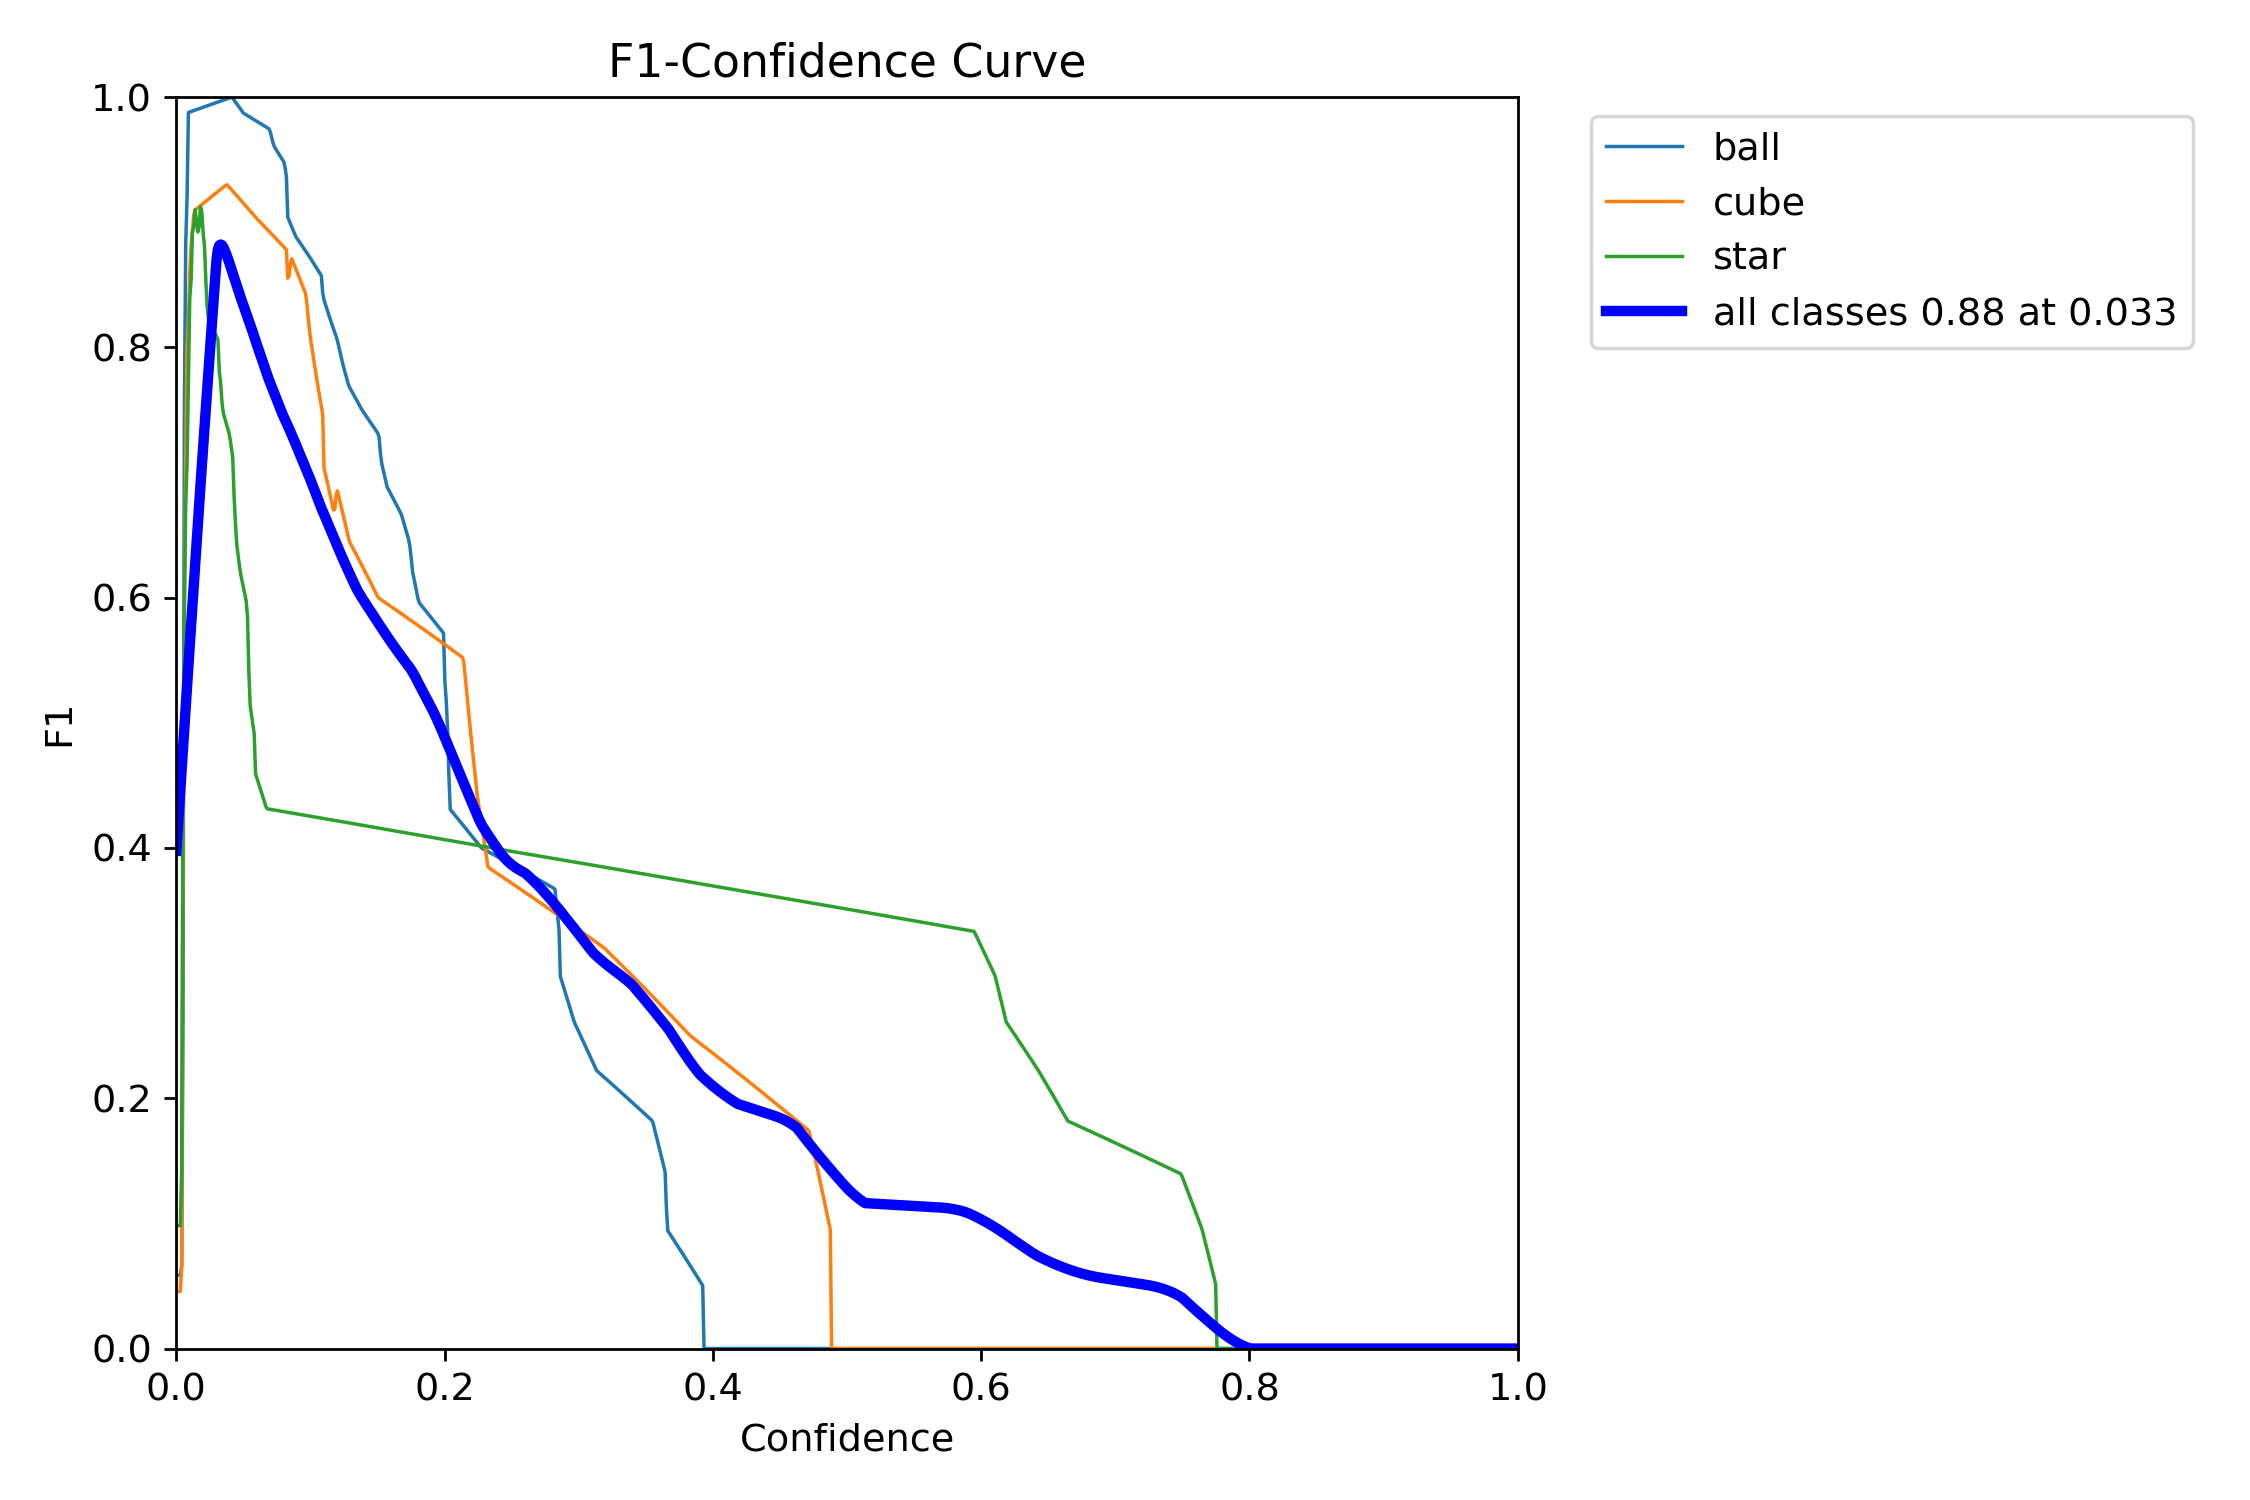 F1-Confidence Curve
1.0
0.8
0.6
0.4
0.2
0.0
F1
0.0 0.2 0.4 0.6 0.8 1.0
Confidence
ball
cube
star
all classes 0.88 at 0.033